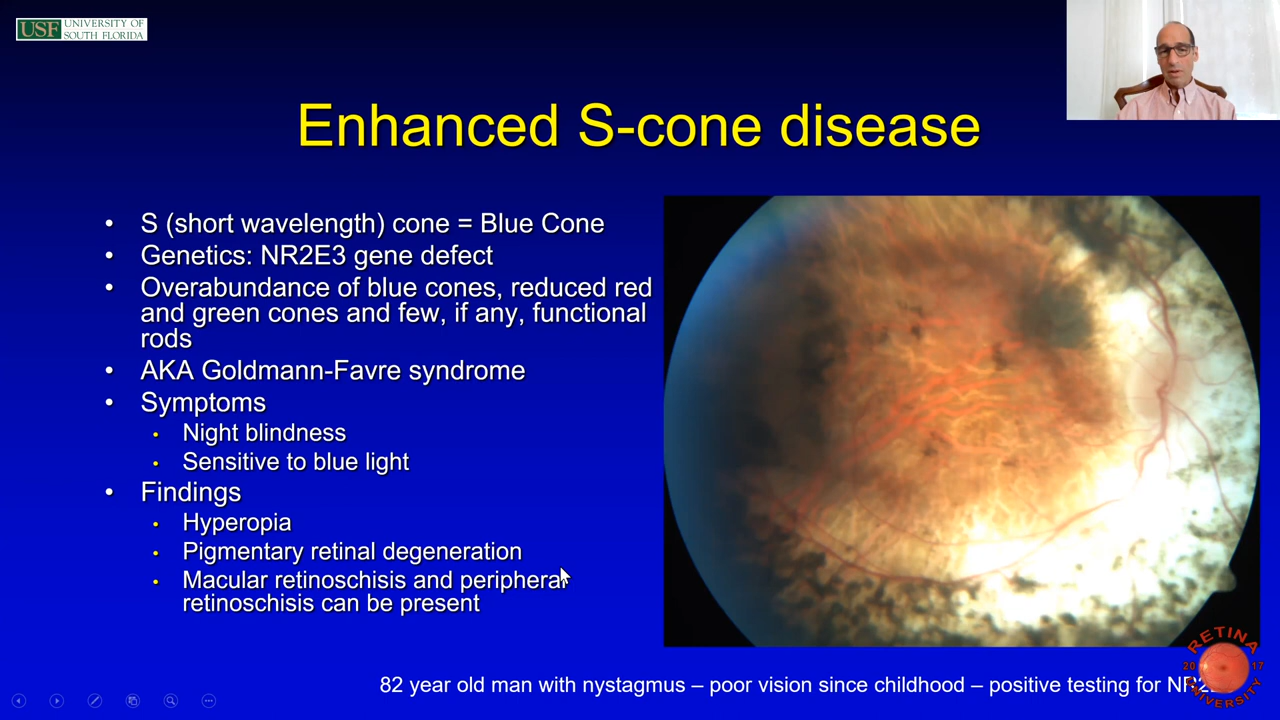 USF UNIVERSITY OF
SOUTH FLORIDA
Enhanced S-cone disease
• S (short wavelength) cone = Blue Cone
• Genetics: NR2E3 gene defect
• Overabundance of blue cones, reduced red
and green cones and few, if any, functional
rods
• AKA Goldmann-Favre syndrome
• Symptoms
• Night blindness
• Sensitive to blue light
• Findings
• Hyperopia
• Pigmentary retinal degeneration
• Macular retinoschisis and peripheral
retinoschisis can be present
82 year old man with nystagmus – poor vision since childhood – positive testing for
RETINA
20 17
UNIVERSITY